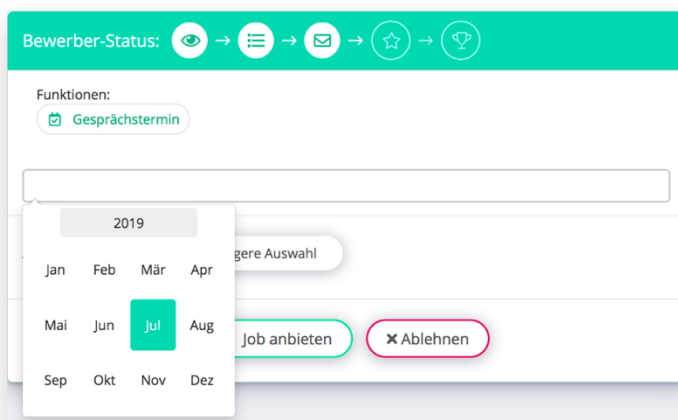 Bewerber-Status:
Funktionen:
Gesprächstermin
2019
Jan Feb Mär Apr
gere Auswahl
Mai Jun Jul Aug
Job anbieten
Ablehnen
Sep Okt Nov Dez